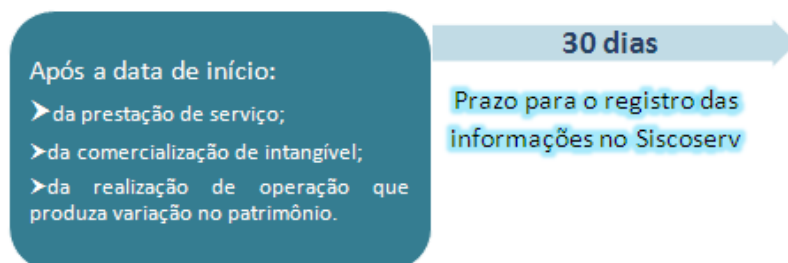 Após a data de início:
➤da prestação de serviço;
➤da comercialização de intangível;
➤da realização de operação que
produza variação no patrimônio.
30 dias
Prazo para o registro das
informações no Siscoserv